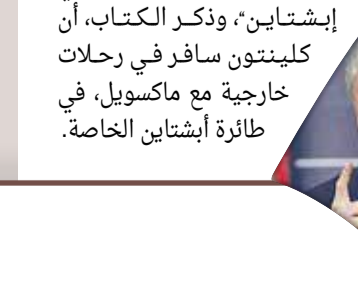 إبشتاين“، وذكر الكتاب، أن
كلينتون سافر في رحلات
خارجية مع ماكسويل، في
طائرة أبشتاين الخاصة.